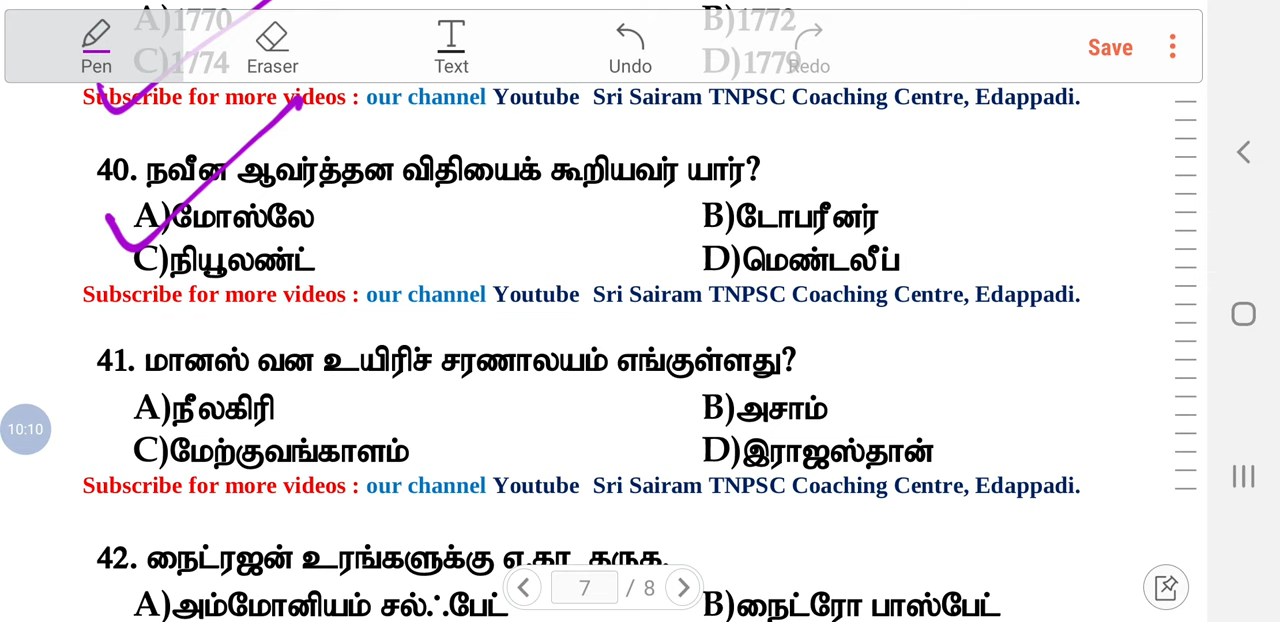 A)1770 B)1772
Pen Eraser Text Undo Redo Save
C)1774 D)1779
Subscribe for more videos : our channel Youtube Sri Sairam TNPSC Coaching Centre, Edappadi.
40. நவீன ஆவர்த்தன விதியைக் கூறியவர் யார்?
A)மோஸ்லே B)டோபரீனர்
C)நியூலண்ட் D)மெண்டலீப்
Subscribe for more videos : our channel Youtube Sri Sairam TNPSC Coaching Centre, Edappadi.
41. மானஸ் வன உயிரிச் சரணாலயம் எங்குள்ளது?
A)நீலகிரி B)அசாம்
10:10
C)மேற்குவங்காளம் D)இராஜஸ்தான்
Subscribe for more videos : our channel Youtube Sri Sairam TNPSC Coaching Centre, Edappadi.
42. நைட்ரஜன் உரங்களுக்கு எ.கா தருக.
7 / 8
A)அம்மோனியம் சல்ஃபேட் B)நைட்ரோ பாஸ்பேட்